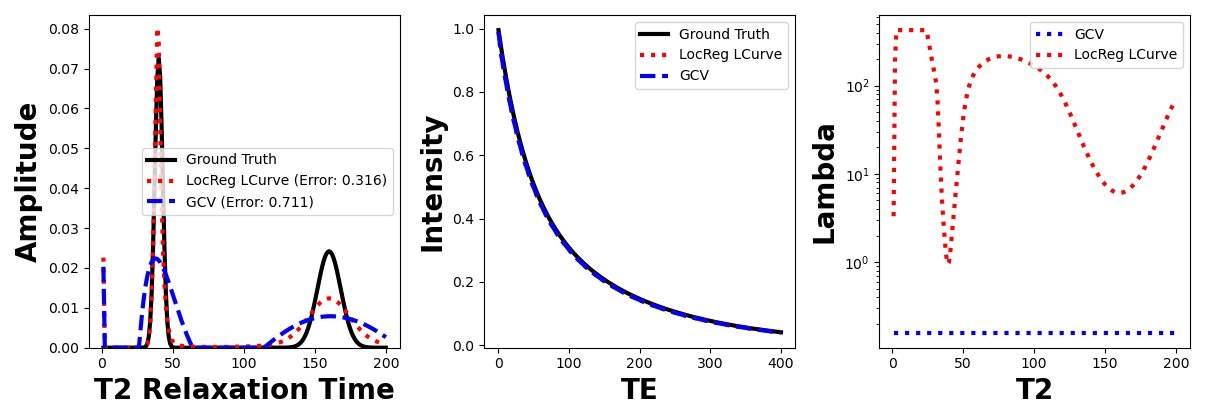 Amplitude
0.08
0.07
0.06
0.05
0.04
0.03
0.02
0.01
0.00
Ground Truth
LocReg LCurve (Error: 0.316)
GCV (Error: 0.711)
0 50 100 150 200
T2 Relaxation Time
Intensity
1.0
0.8
0.6
0.4
0.2
0.0
Ground Truth
LocReg LCurve
GCV
0 100 200 300 400
TE
Lambda
10²
10¹
10⁰
GCV
LocReg LCurve
0 50 100 150 200
T2